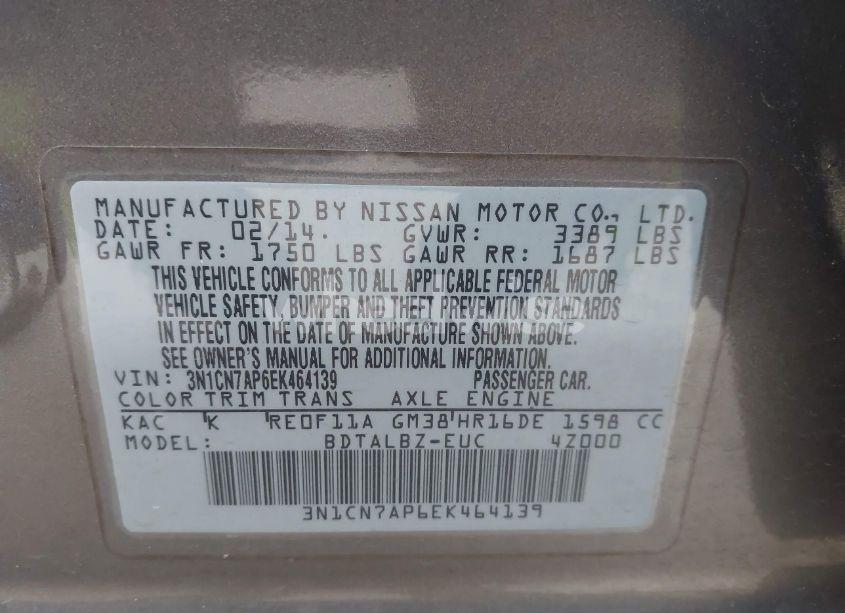 MANUFACTURED BY NISSAN MOTOR CO., LTD.
DATE: 02/14. GVWR: 3389 LBS
GAWR FR: 1750 LBS GAWR RR: 1687 LBS
THIS VEHICLE CONFORMS TO ALL APPLICABLE FEDERAL MOTOR
VEHICLE SAFETY, BUMPER AND THEFT PREVENTION STANDARDS
IN EFFECT ON THE DATE OF MANUFACTURE SHOWN ABOVE.
SEE OWNER'S MANUAL FOR ADDITIONAL INFORMATION.
VIN: 3N1CN7AP6EK464139 PASSENGER CAR.
COLOR TRIM TRANS AXLE ENGINE
KAC K RE0F11A GM38 HR16DE 1598 CC
MODEL: BDTALBZ-EUC 4Z000
3N1CN7AP6EK464139